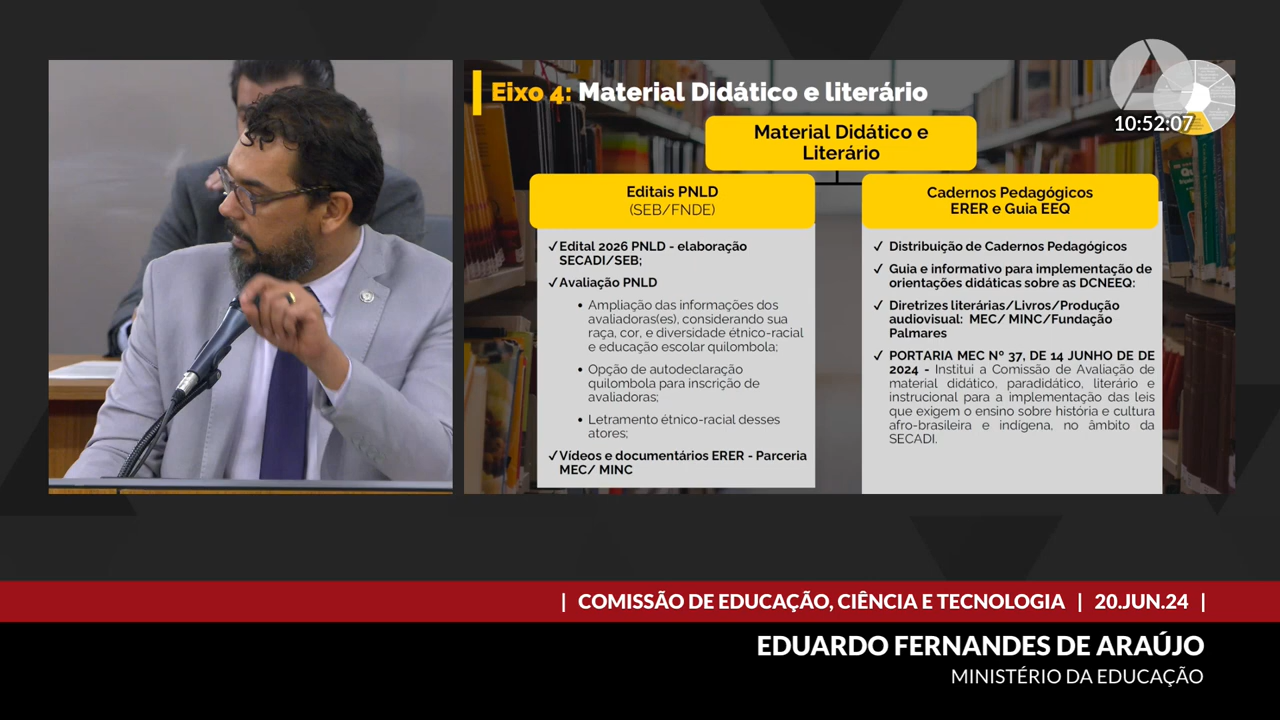 Eixo 4: Material Didático e literário
10:52:07
Material Didático e
Literário
Editais PNLD
(SEB/FNDE)
✓Edital 2026 PNLD - elaboração
SECADI/SEB;
✓Avaliação PNLD
• Ampliação das informações dos
avaliadoras(es), considerando sua
raça, cor, e diversidade étnico-racial
e educação escolar quilombola;
• Opção de autodeclaração
quilombola para inscrição de
avaliadoras;
• Letramento étnico-racial desses
atores;
✓Vídeos e documentários ERER - Parceria
MEC/ MINC
Cadernos Pedagógicos
ERER e Guia EEQ
✓ Distribuição de Cadernos Pedagógicos
✓ Guia e informativo para implementação de
orientações didáticas sobre as DCNEEQ:
✓ Diretrizes literárias/Livros/Produção
audiovisual: MEC/ MINC/Fundação
Palmares
✓ PORTARIA MEC Nº 37, DE 14 JUNHO DE DE
2024 - Institui a Comissão de Avaliação de
material didático, paradidático, literário e
instrucional para a implementação das leis
que exigem o ensino sobre história e cultura
afro-brasileira e indígena, no âmbito da
SECADI.
| COMISSÃO DE EDUCAÇÃO, CIÊNCIA E TECNOLOGIA | 20.JUN.24 |
EDUARDO FERNANDES DE ARAÚJO
MINISTÉRIO DA EDUCAÇÃO